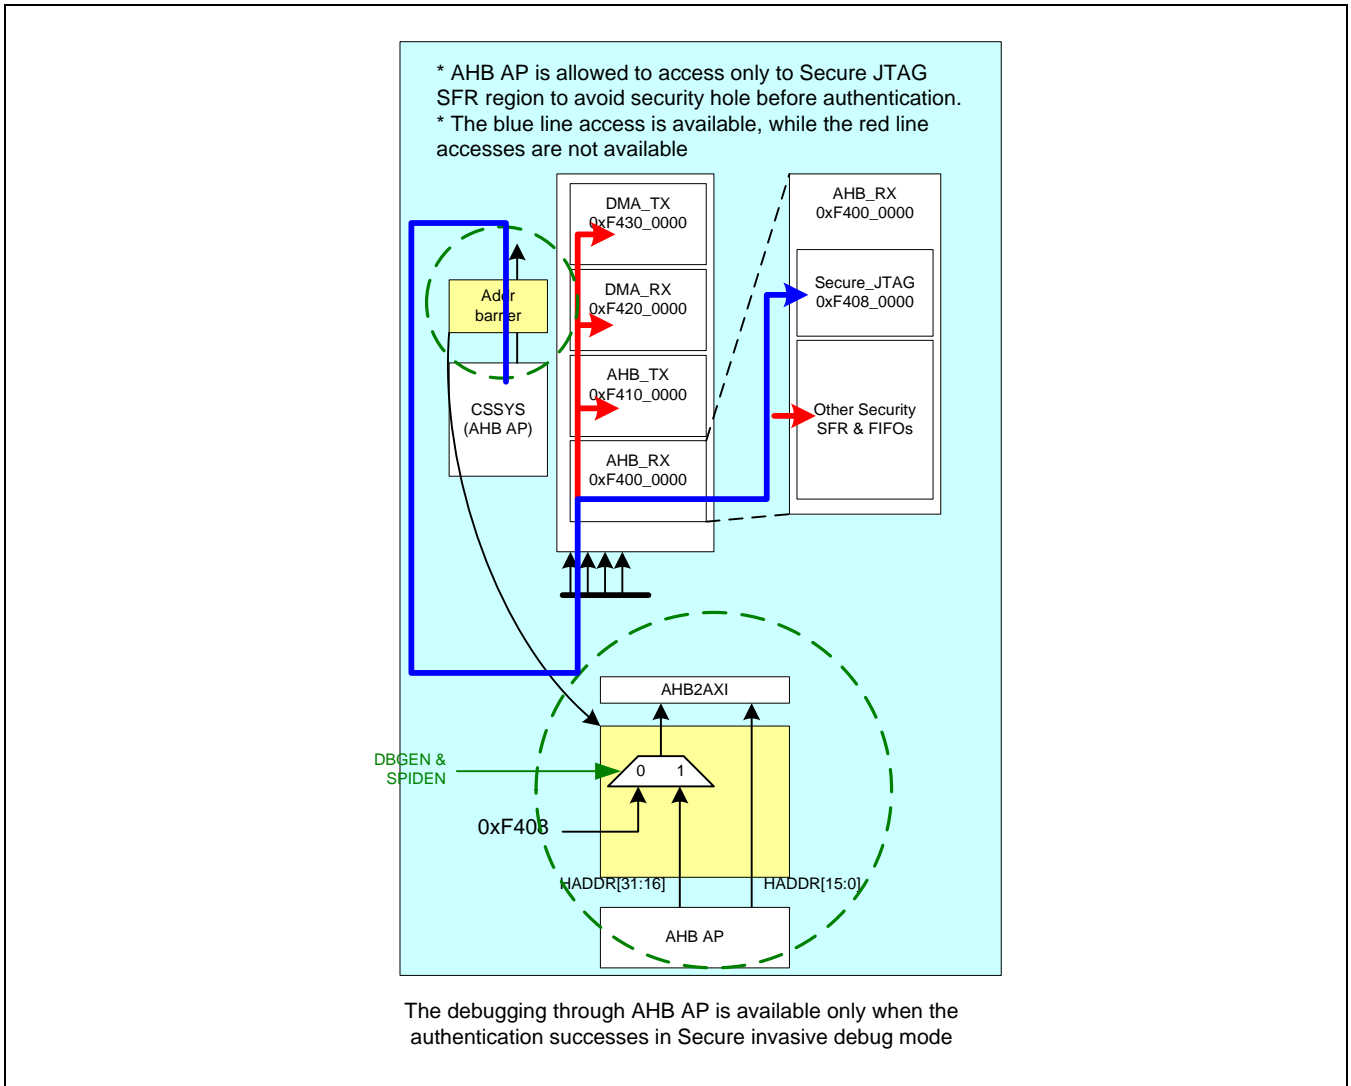 * AHB AP is allowed to access only to Secure JTAG
SFR region to avoid security hole before authentication.
* The blue line access is available, while the red line
accesses are not available
DMA_TX
0xF430_0000
DMA_RX
0xF420_0000
AHB_TX
0xF410_0000
AHB_RX
0xF400_0000
AHB_RX
0xF400_0000
Secure_JTAG
0xF408_0000
Other Security
SFR & FIFOs
Addr
barrier
CSSYS
(AHB AP)
AHB2AXI
DBGEN &
SPIDEN
0 1
0xF408
HADDR[31:16]
HADDR[15:0]
AHB AP
The debugging through AHB AP is available only when the
authentication successes in Secure invasive debug mode